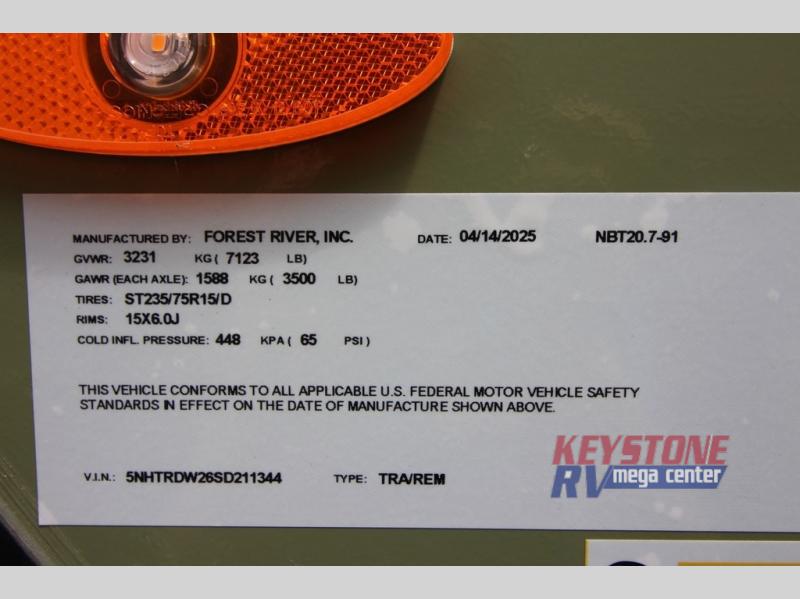 MANUFACTURED BY: FOREST RIVER, INC. DATE: 04/14/2025 NBT20.7-91
GVWR: 3231 KG ( 7123 LB)
GAWR (EACH AXLE): 1588 KG ( 3500 LB)
TIRES: ST235/75R15/D
RIMS: 15X6.0J
COLD INFL. PRESSURE: 448 KPA ( 65 PSI )
THIS VEHICLE CONFORMS TO ALL APPLICABLE U.S. FEDERAL MOTOR VEHICLE SAFETY
STANDARDS IN EFFECT ON THE DATE OF MANUFACTURE SHOWN ABOVE.
V.I.N.: 5NHTRDW26SD211344 TYPE: TRA/REM
KEYSTONE
RV mega center